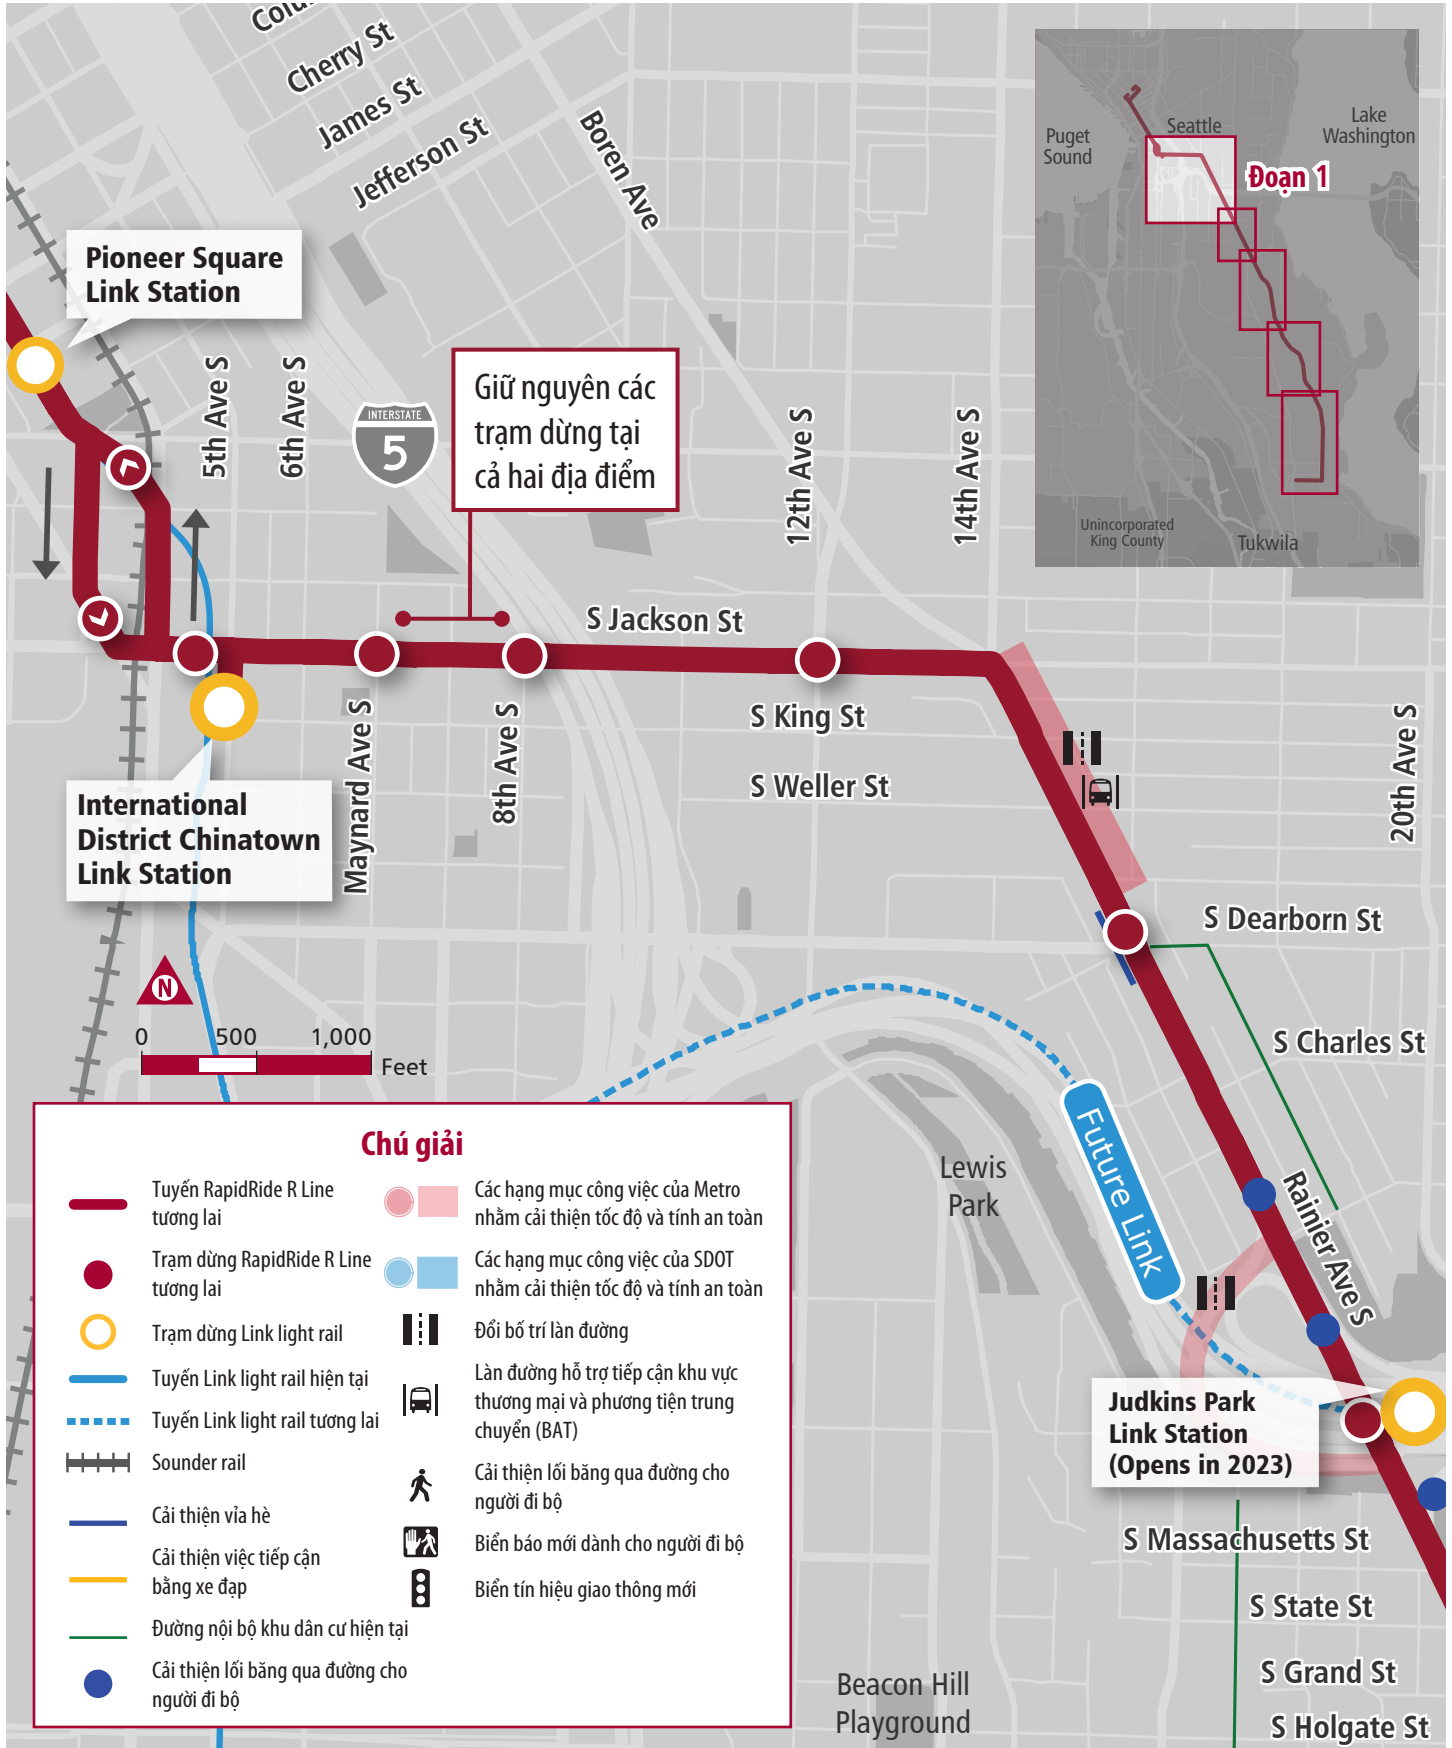 Cherry St
James St
Jefferson St
Boren Ave
Puget
Sound
Seattle
Lake
Washington
Đoạn 1
Unincorporated
King County
Tukwila
Pioneer Square
Link Station
5th Ave S
6th Ave S
INTERSTATE
5
Giữ nguyên các
trạm dừng tại
cả hai địa điểm
12th Ave S
14th Ave S
S Jackson St
S King St
S Weller St
Maynard Ave S
8th Ave S
20th Ave S
International
District Chinatown
Link Station
S Dearborn St
N
0 500 1,000
Feet
S Charles St
Future Link
Lewis
Park
Rainier Ave S
Judkins Park
Link Station
(Opens in 2023)
S Massachusetts St
S State St
S Grand St
S Holgate St
Beacon Hill
Playground
Chú giải
Tuyến RapidRide R Line
tương lai
Trạm dừng RapidRide R Line
tương lai
Trạm dừng Link light rail
Tuyến Link light rail hiện tại
Tuyến Link light rail tương lai
Sounder rail
Cải thiện vỉa hè
Cải thiện việc tiếp cận
bằng xe đạp
Đường nội bộ khu dân cư hiện tại
Cải thiện lối băng qua đường cho
người đi bộ
Các hạng mục công việc của Metro
nhằm cải thiện tốc độ và tính an toàn
Các hạng mục công việc của SDOT
nhằm cải thiện tốc độ và tính an toàn
Đổi bố trí làn đường
Làn đường hỗ trợ tiếp cận khu vực
thương mại và phương tiện trung
chuyển (BAT)
Cải thiện lối băng qua đường cho
người đi bộ
Biển báo mới dành cho người đi bộ
Biển tín hiệu giao thông mới